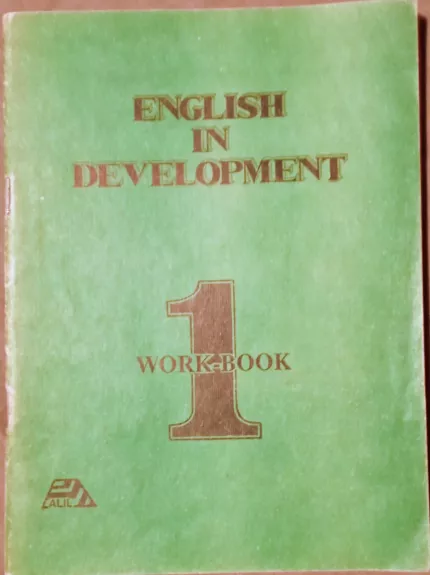 ENGLISH
IN
DEVELOPMENT
1
WORK-BOOK